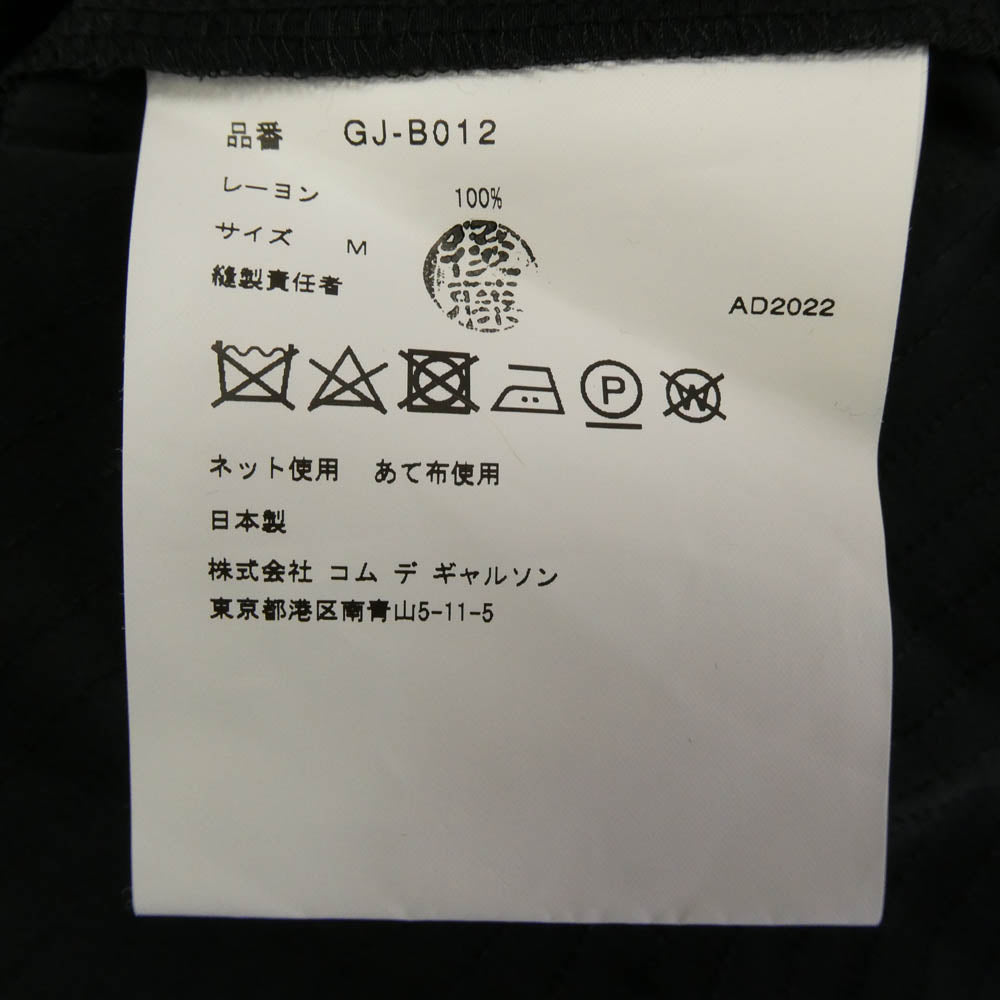 品番 GJ-B012
レーヨン 100%
サイズ M
縫製責任者
AD2022
P
W
ネット使用 あて布使用
日本製
株式会社 コム デ ギャルソン
東京都港区南青山5-11-5